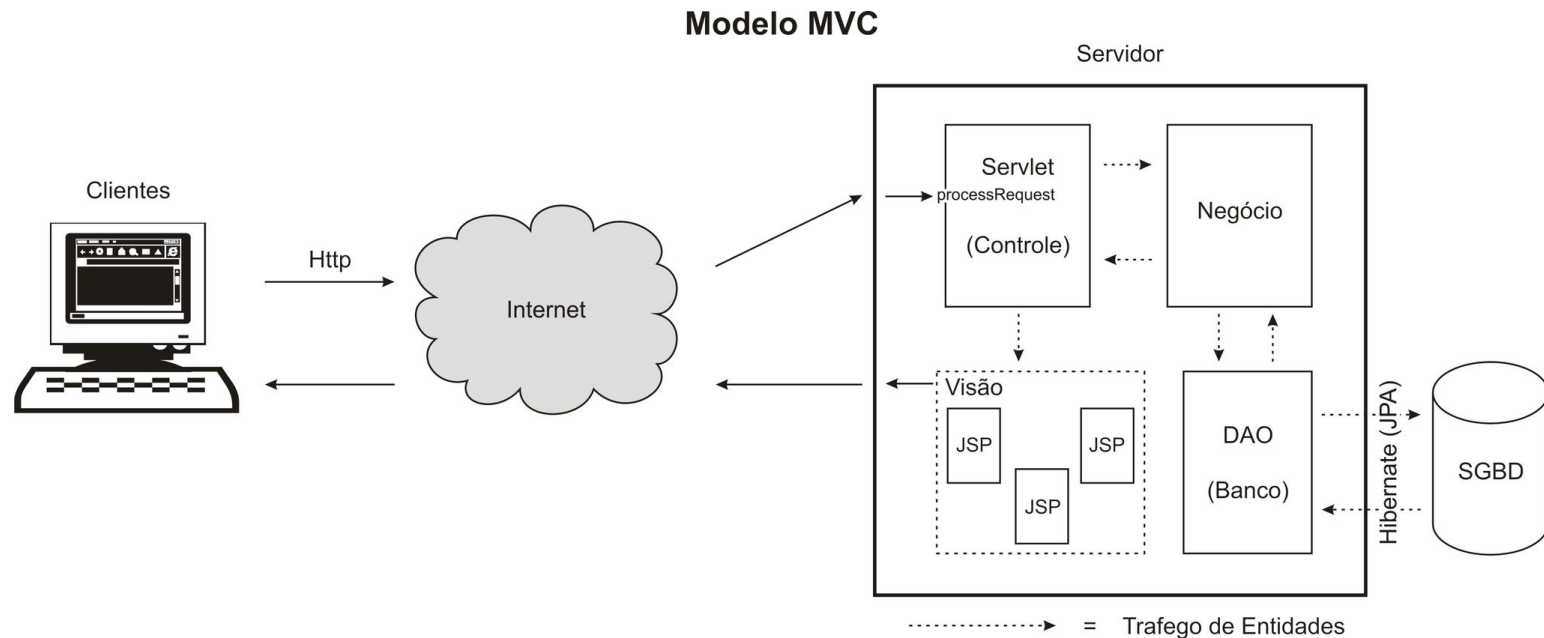 Modelo MVC
Servidor
Clientes
Http
Internet
Servlet
processRequest
(Controle)
Negócio
Visão
JSP
JSP
JSP
DAO
(Banco)
Hibernate (JPA)
SGBD
= Trafego de Entidades